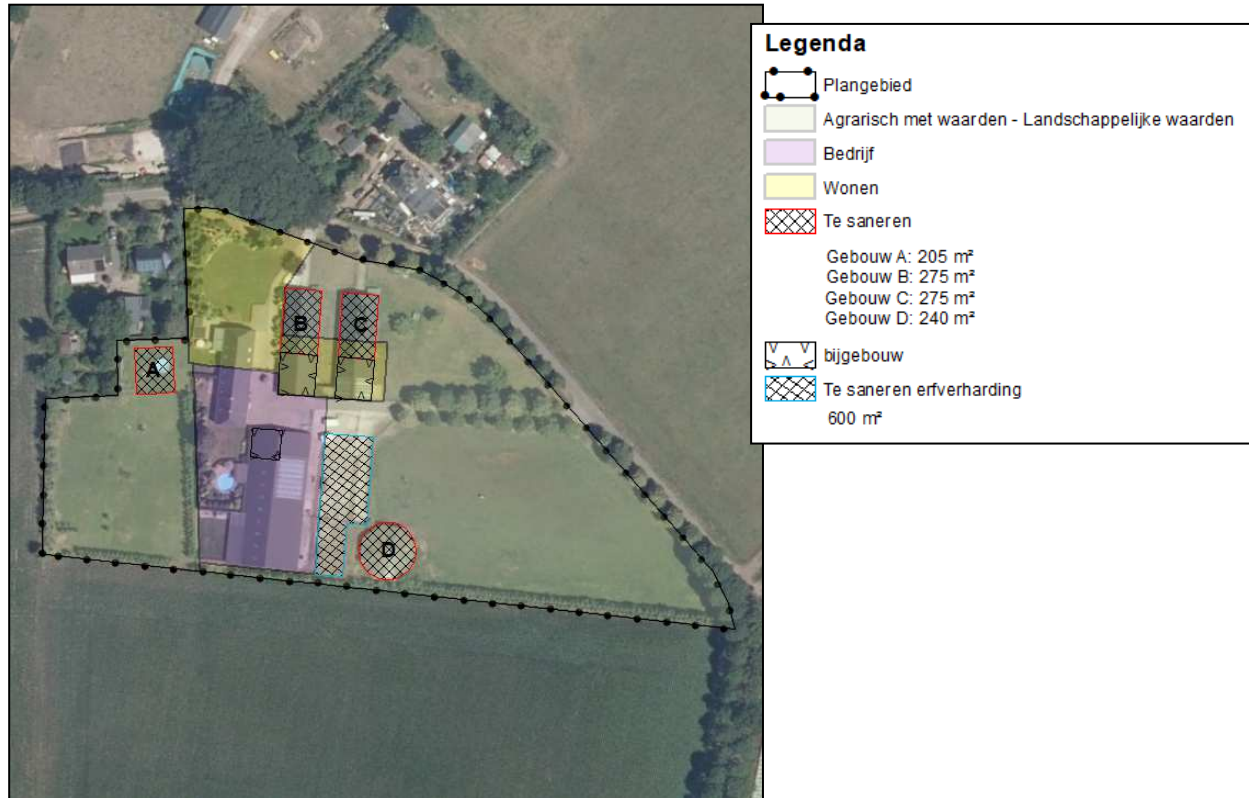 Legenda
Plangebied
Agrarisch met waarden - Landschappelijke waarden
Bedrijf
Wonen
Te saneren
Gebouw A: 205 m²
Gebouw B: 275 m²
Gebouw C: 275 m²
Gebouw D: 240 m²
bijgebouw
Te saneren erfverharding
600 m²
B
C
A
D